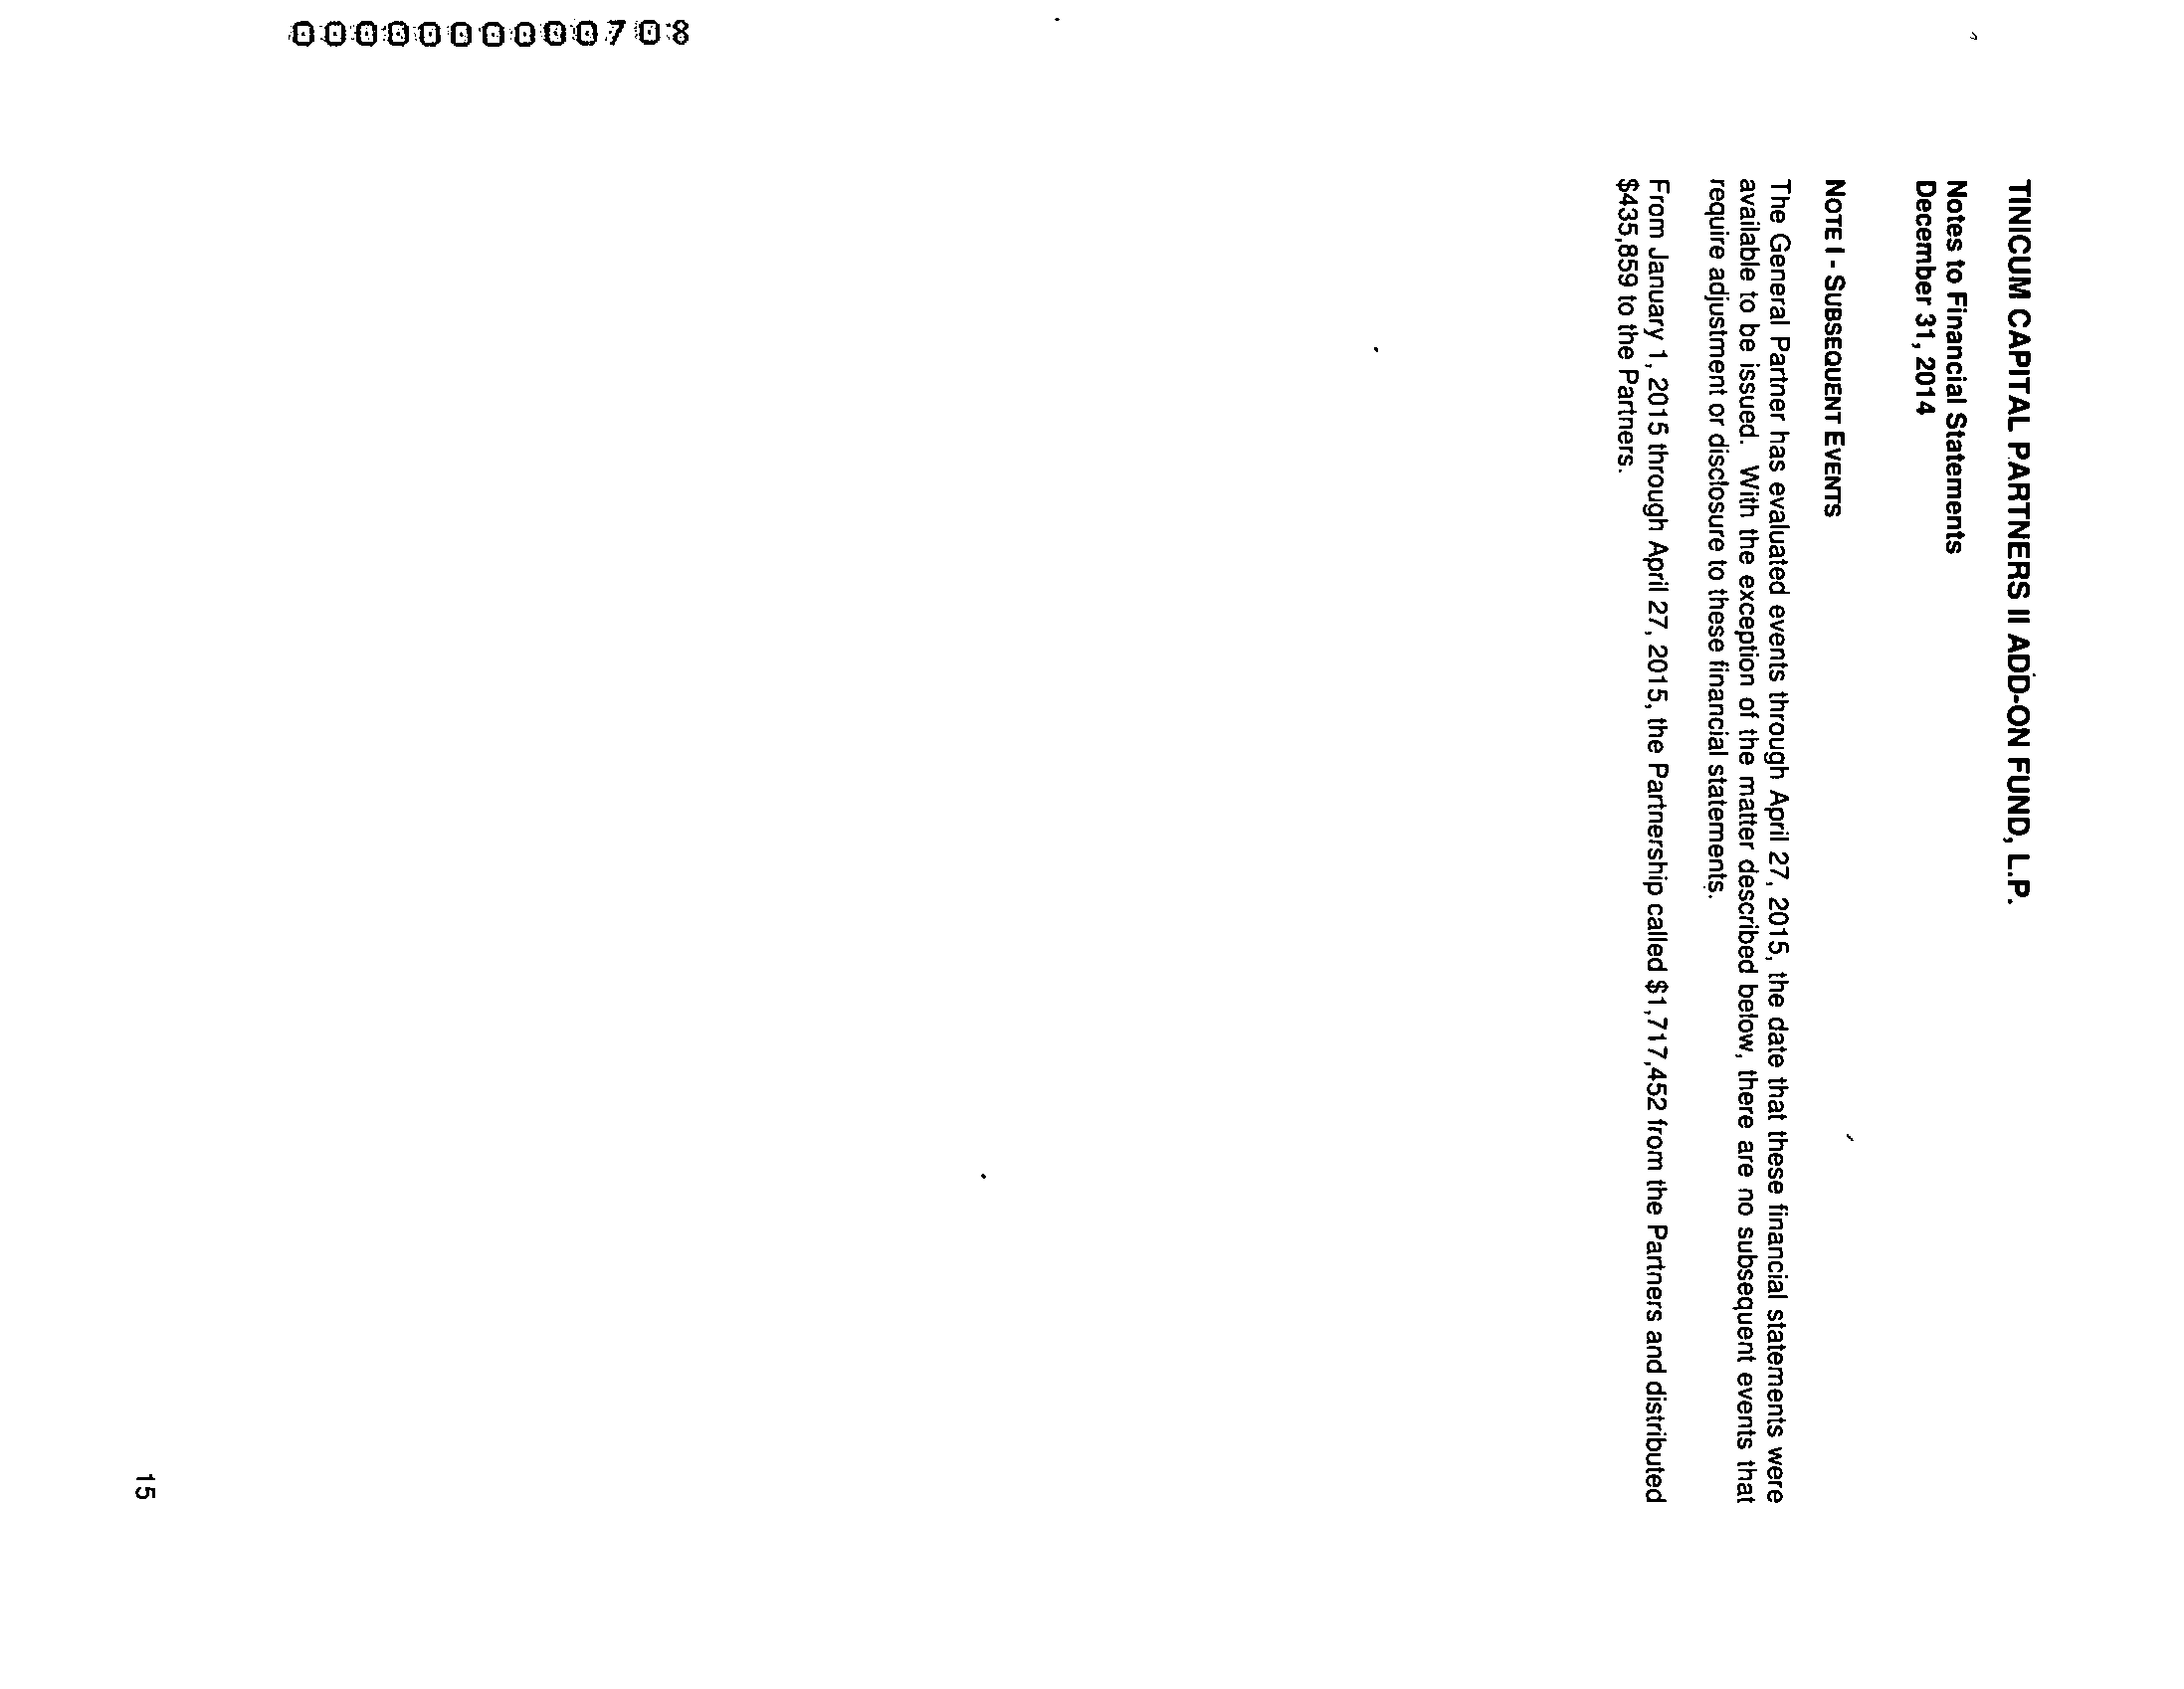 0000000000708
TINICUM CAPITAL PARTNERS II ADD-ON FUND, L.P.
Notes to Financial Statements
December 31, 2014
NOTE I - SUBSEQUENT EVENTS
The General Partner has evaluated events through April 27, 2015, the date that these financial statements were
available to be issued. With the exception of the matter described below, there are no subsequent events that
require adjustment or disclosure to these financial statements.
From January 1, 2015 through April 27, 2015, the Partnership called $1,717,452 from the Partners and distributed
$435,859 to the Partners.
15